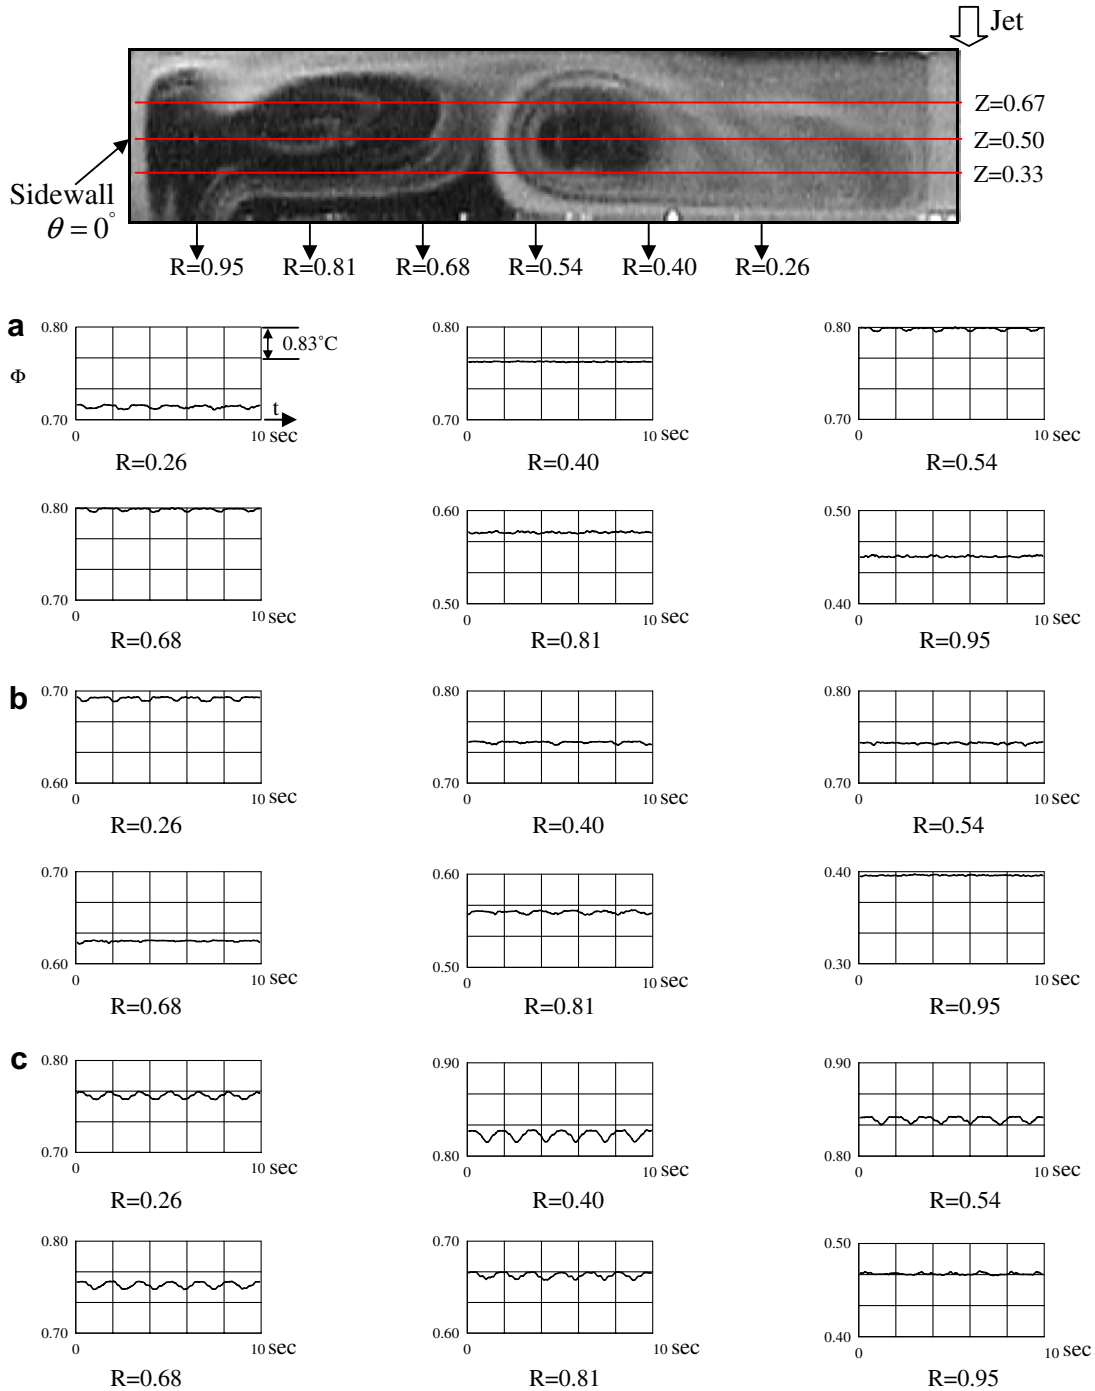 Jet
Z=0.67
Z=0.50
Z=0.33
Sidewall
θ = 0°
R=0.95 R=0.81 R=0.68 R=0.54 R=0.40 R=0.26
a
0.80 0.80 0.80
0.83°C
Φ
t
0.70 0.70 0.70
0 10 sec 0 10 sec 0 10 sec
R=0.26 R=0.40 R=0.54
0.80 0.60 0.50
0.70 0.50 0.40
0 10 sec 0 10 sec 0 10 sec
R=0.68 R=0.81 R=0.95
b
0.70 0.80 0.80
0.60 0.70 0.70
0 10 sec 0 10 sec 0 10 sec
R=0.26 R=0.40 R=0.54
0.70 0.60 0.40
0.60 0.50 0.30
0 10 sec 0 10 sec 0 10 sec
R=0.68 R=0.81 R=0.95
c
0.80 0.90 0.90
0.70 0.80 0.80
0 10 sec 0 10 sec 0 10 sec
R=0.26 R=0.40 R=0.54
0.80 0.70 0.50
0.70 0.60 0.40
0 10 sec 0 10 sec 0 10 sec
R=0.68 R=0.81 R=0.95